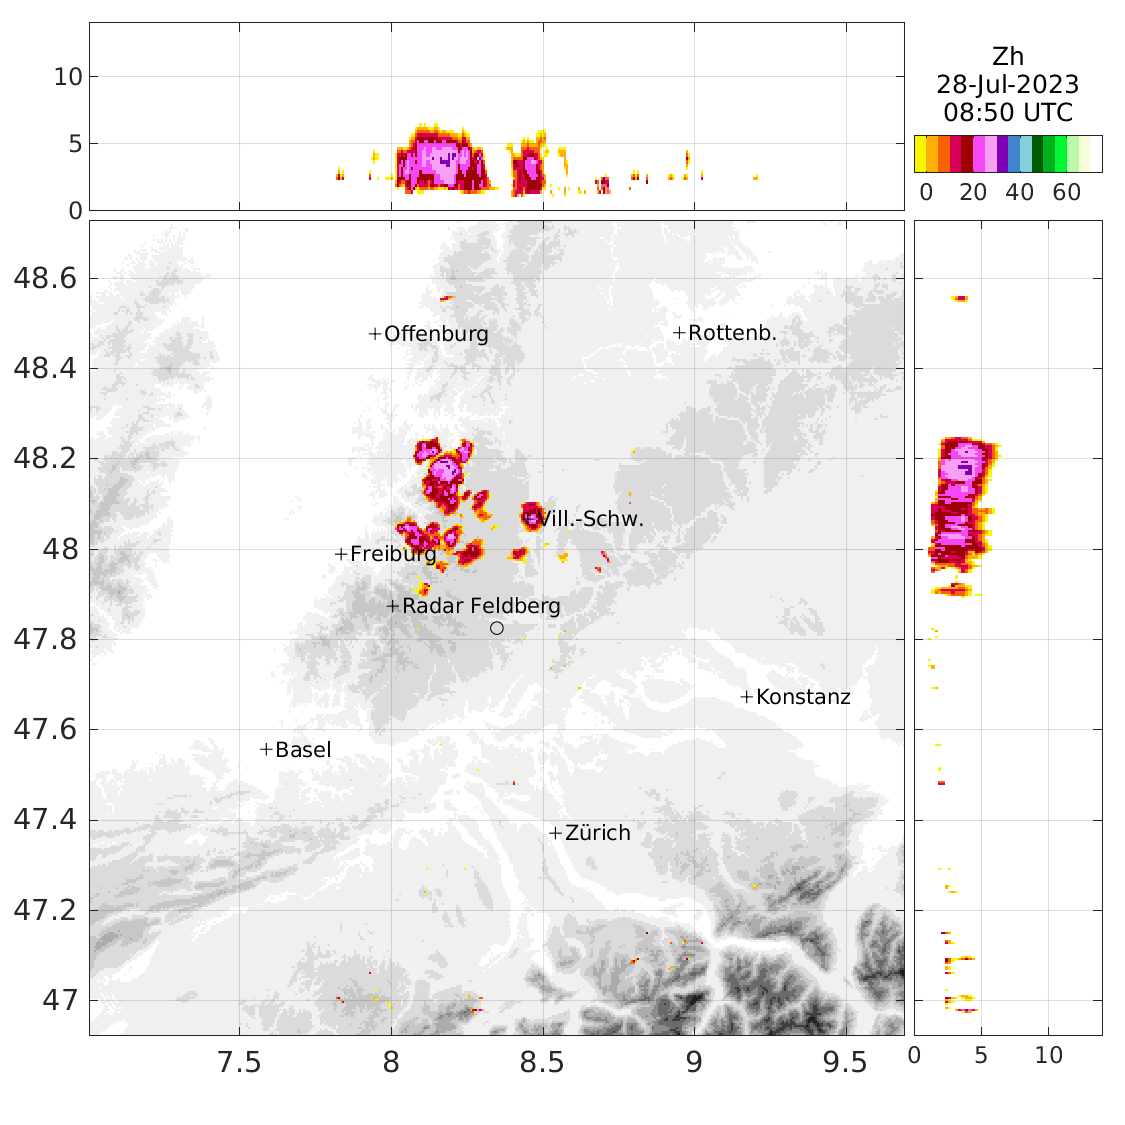 10
5
0
Zh
28-Jul-2023
08:50 UTC
0 20 40 60
48.6
48.4
48.2
48
47.8
47.6
47.4
47.2
47
Offenburg
Rottenb.
Vill.-Schw.
Freiburg
Radar Feldberg
Konstanz
Basel
Zürich
7.5 8 8.5 9 9.5
0 5 10